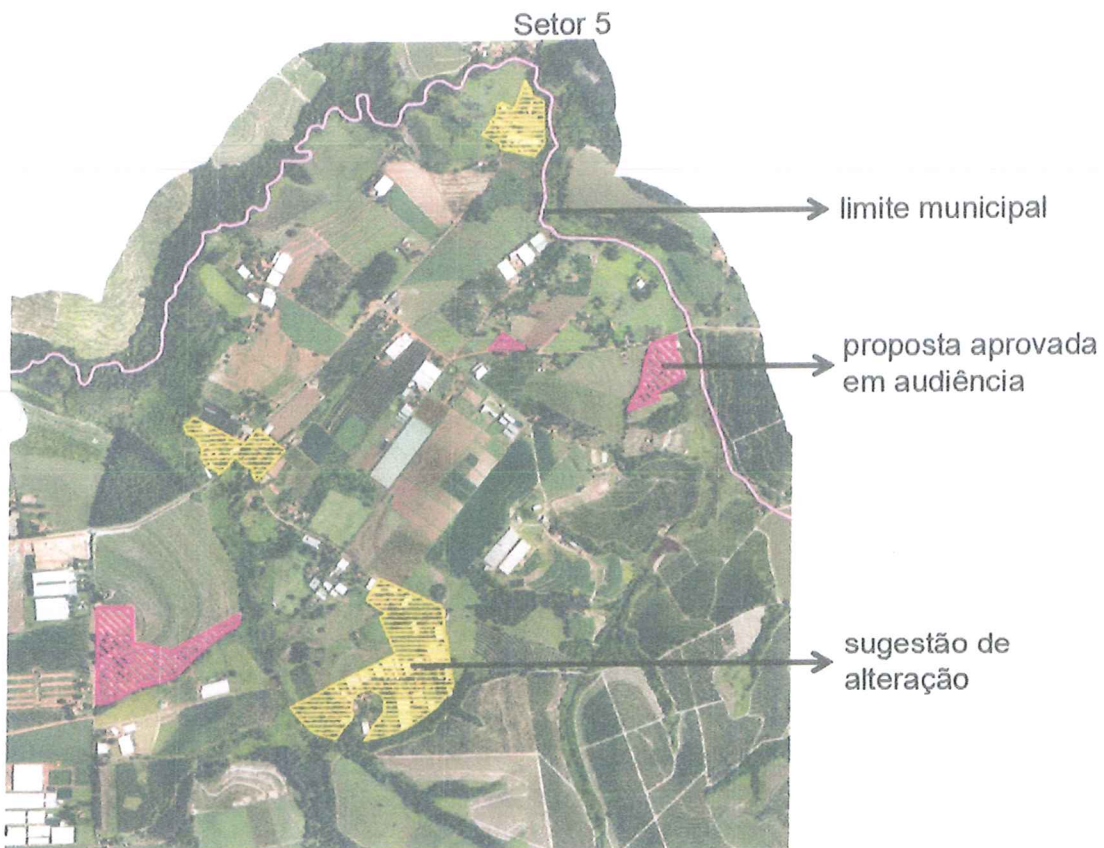 Setor 5
limite municipal
proposta aprovada
em audiência
sugestão de
alteração